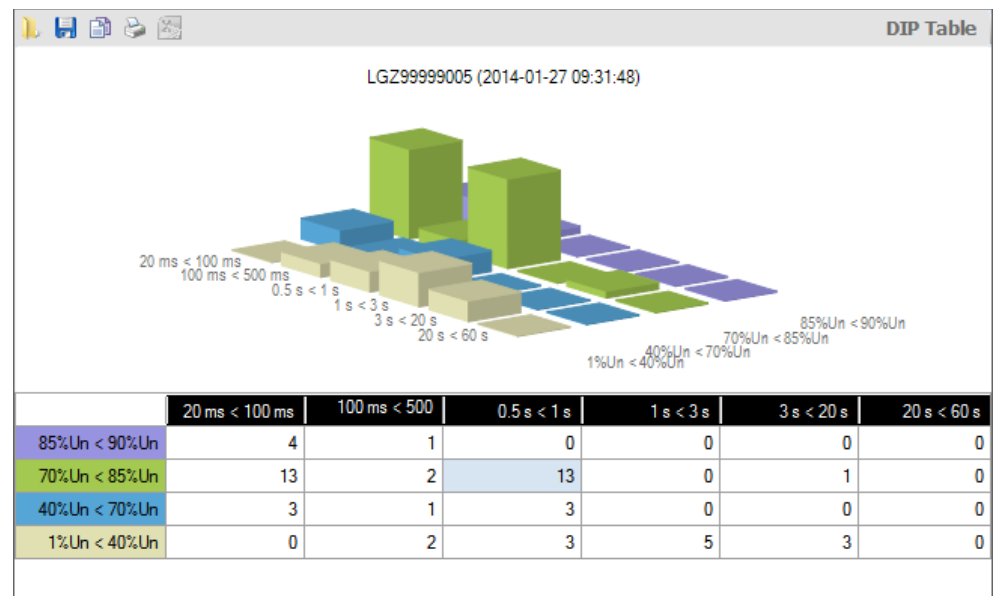 DIP Table
LGZ99999005 (2014-01-27 09:31:48)
20 ms < 100 ms
100 ms < 500 ms
0.5 s < 1 s
1 s < 3 s
3 s < 20 s
20 s < 60 s
85%Un < 90%Un
70%Un < 85%Un
40%Un < 70%Un
1%Un < 40%Un
20 ms < 100 ms 100 ms < 500 0.5 s < 1 s 1 s < 3 s 3 s < 20 s 20 s < 60 s
85%Un < 90%Un 4 1 0 0 0 0
70%Un < 85%Un 13 2 13 0 1 0
40%Un < 70%Un 3 1 3 0 0 0
1%Un < 40%Un 0 2 3 5 3 0